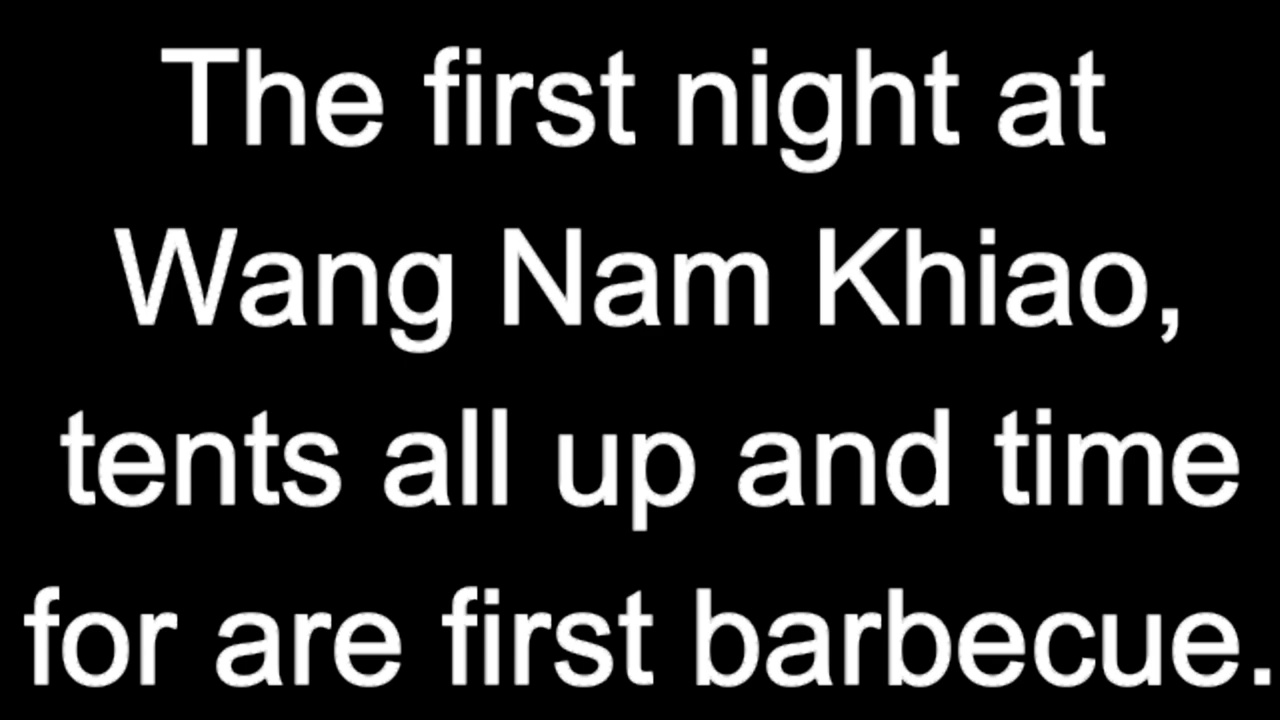 The first night at
Wang Nam Khiao,
tents all up and time
for are first barbecue.